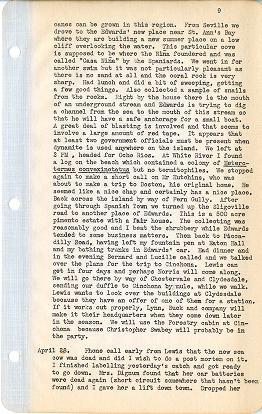 9
canes can be grown in this region. From Seville we
drove to the Edwards' new place near St. Ann's Bay
where they are building a new summer place on a low
cliff overlooking the water. This particular cove
is supposed to be where the Niña foundered and was
called "Casa Niña" by the Spaniards. We went in for
another swim but it was not particularly pleasant as
there is no sand at all and the coral rock is very
sharp. Had lunch and did a bit of sweeping, getting
a few good things. Also collected a sample of snails
from the rocks. Right by the house there is the mouth
of an underground stream and Edwards is trying to dig
a channel from the sea to the mouth of this stream so
that he will have a safe anchorage for a small boat.
A great deal of blasting is involved and that seems to
involve a large amount of red tape. It appears that
at least two government officials must be present when
dynamite is used anywhere on the island. We left at
2 PM, headed for Ocho Rios. At White River I found
a log on the beach which contained a colony of Heterotermes
convexinotatus but no termitophiles. We stopped
again to make a short call on Mr Hutchins, who was
about to make a trip to Boston, his original home. He
seemed like a nice chap and certainly has a nice place.
Back across the island by way of Fern Gully. After
going through Spanish Town we turned up the Sligoville
road to another place of Edwards. This is a 500 acre
pimento estate with a fair house. The collecting was
reasonably good and I beat the shrubbery while Edwards
tended to some business matters. Then back to Piccadilly
Road, having left my fountain pen at Eaton Hall
and my bathing trunks in Edwards' car. Had dinner and
in the evening Bernard and Lucille called and we talked
over the plans for the trip to Cinchona. Lewis can
get in four days and perhaps Norris will come along.
We will go there by way of Chestervale and Clydesdale,
sending our duffle to Cinchona by mule, while we walk.
Lewis wants to look over the buildings at Clydesdale
because they have an offer of one of them for a station.
If it works out properly, Lynn, Buck and company will
make it their headquarters when they come down later
in the season. We will use the Forestry cabin at Cinchona
because Christopher Swabey will probably be in
the party.
April 22. Phone call early from Lewis that the new sea
cow was dead and did I wish to do a post mortem on it.
I finished labelling yesterday's catch and got ready
to go down. Mrs. Dignum found that her car batteries
were dead again (short circuit somewhere that hasn't been
found) and I gave her a lift down town. Dropped her